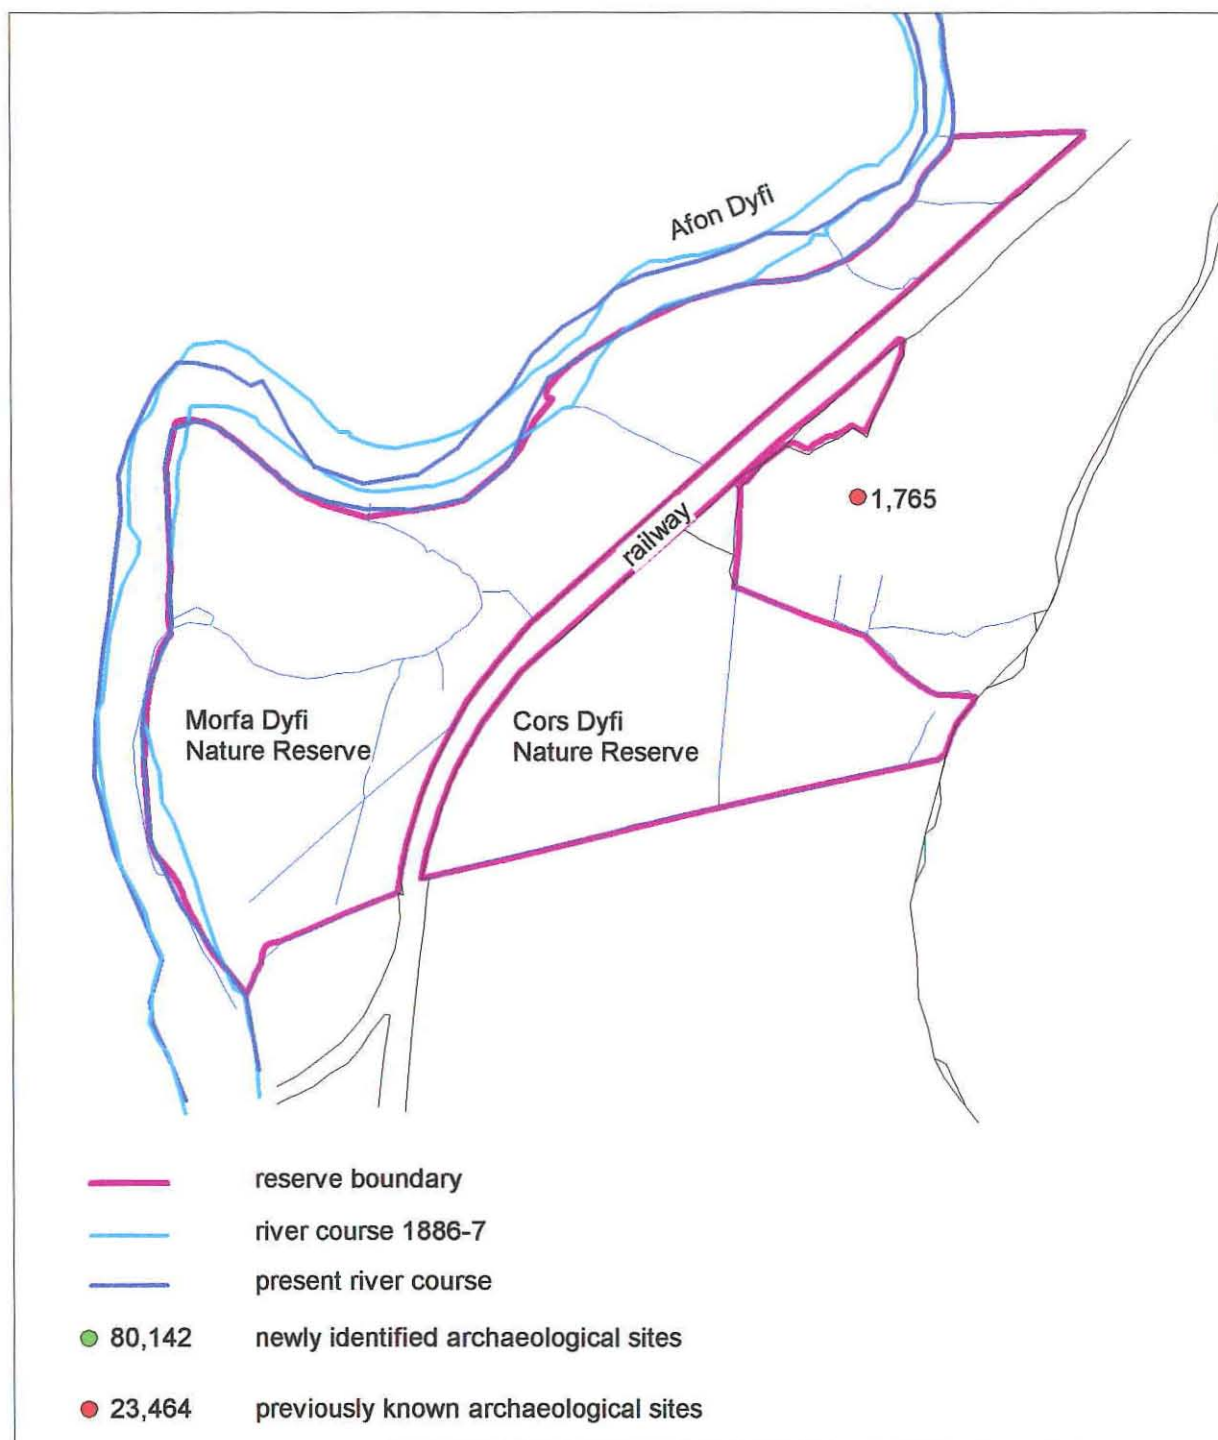 Afon Dyfi
1,765
railway
Morfa Dyfi
Nature Reserve
Cors Dyfi
Nature Reserve
reserve boundary
river course 1886-7
present river course
80,142 newly identified archaeological sites
23,464 previously known archaeological sites